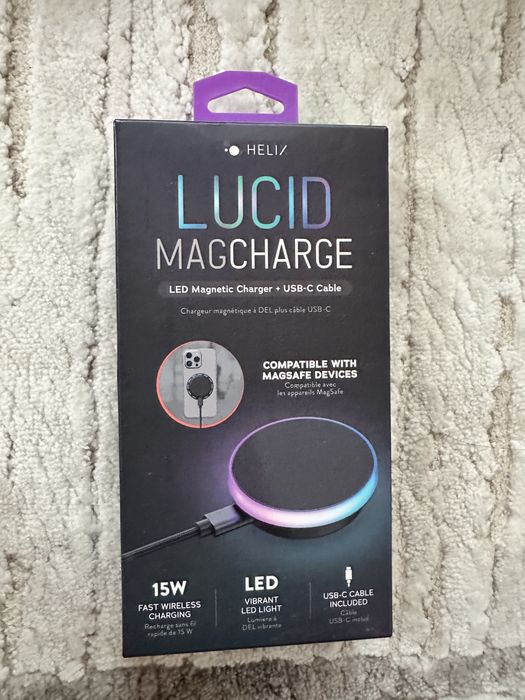 HELIX
LUCID
MAGCHARGE
LED Magnetic Charger + USB-C Cable
Chargeur magnétique à DEL plus câble USB-C
COMPATIBLE WITH
MAGSAFE DEVICES
Compatible avec
les appareils MagSafe
15W
FAST WIRELESS
CHARGING
Recharge sans fil
rapide de 15 W
LED
VIBRANT
LED LIGHT
Lumière à
DEL vibrante
USB-C CABLE
INCLUDED
Câble
USB-C inclus